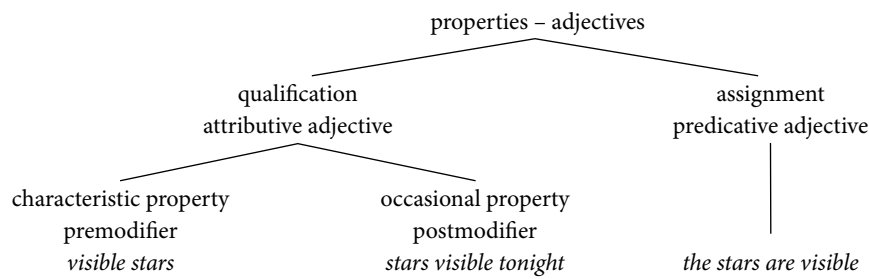 properties – adjectives
qualification
attributive adjective
assignment
predicative adjective
characteristic property
premodifier
visible stars
occasional property
postmodifier
stars visible tonight
the stars are visible